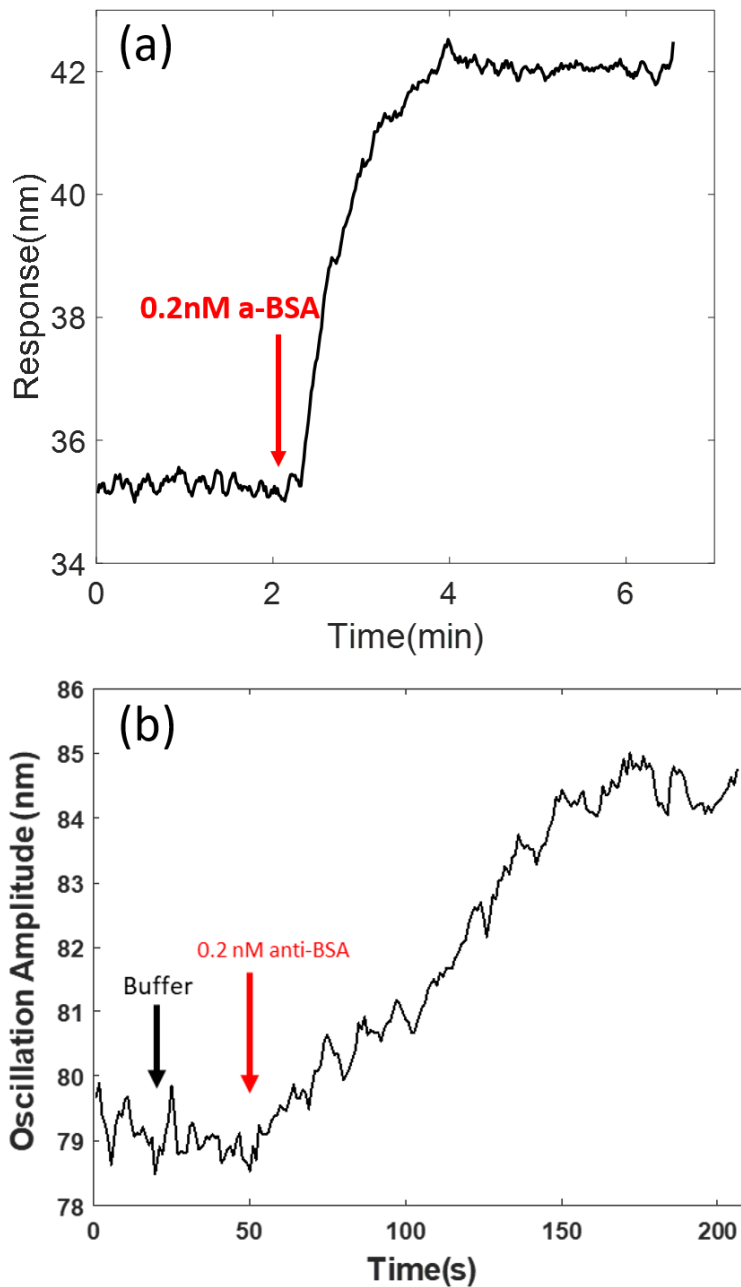 (a)
42
40
38
36
34
Response(nm)
0.2nM a-BSA
0
2
4
6
Time(min)
(b)
86
85
84
83
82
81
80
79
78
Oscillation Amplitude (nm)
0.2 nM anti-BSA
Buffer
0
50
100
150
200
Time(s)